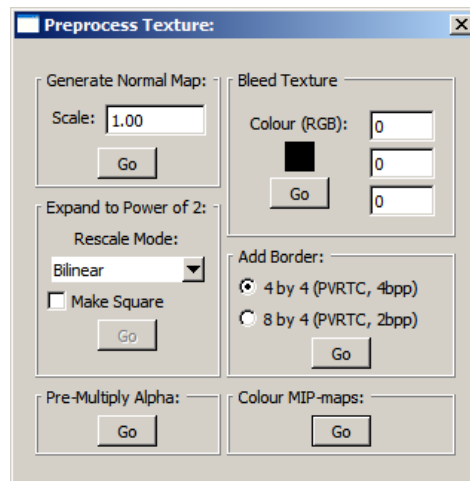 Preprocess Texture:
Generate Normal Map:
Scale: 1.00
Go
Expand to Power of 2:
Rescale Mode:
Bilinear
Make Square
Go
Pre-Multiply Alpha:
Go
Bleed Texture
Colour (RGB): 0
0
Go
0
Add Border:
4 by 4 (PVRTC, 4bpp)
8 by 4 (PVRTC, 2bpp)
Go
Colour MIP-maps:
Go